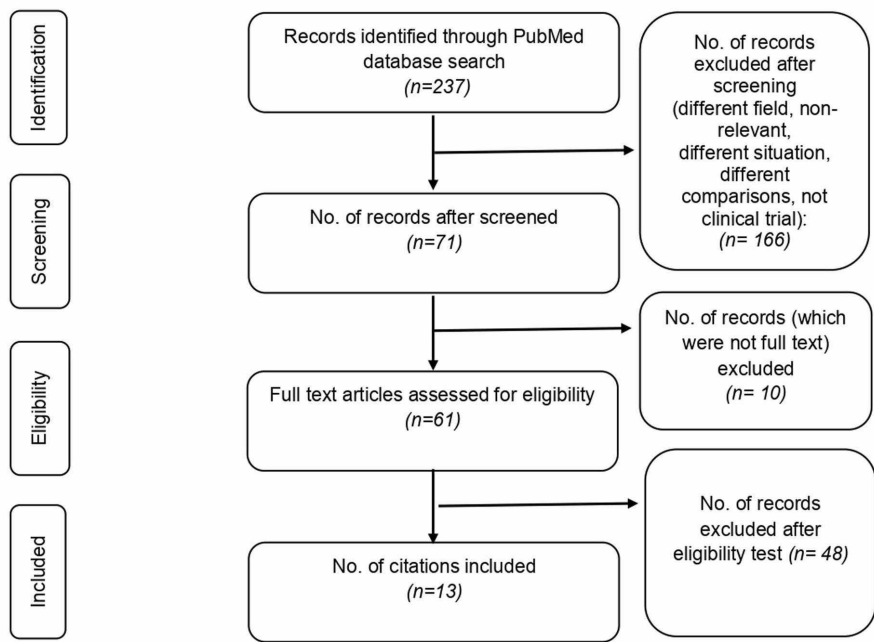 Identification
Records identified through PubMed
database search
(n=237)
No. of records
excluded after
screening
(different field, non-
relevant,
different situation,
different
comparisons, not
clinical trial):
(n= 166)
Screening
No. of records after screened
(n=71)
No. of records (which
were not full text)
excluded
(n= 10)
Eligibility
Full text articles assessed for eligibility
(n=61)
No. of records
excluded after
eligibility test (n= 48)
Included
No. of citations included
(n=13)